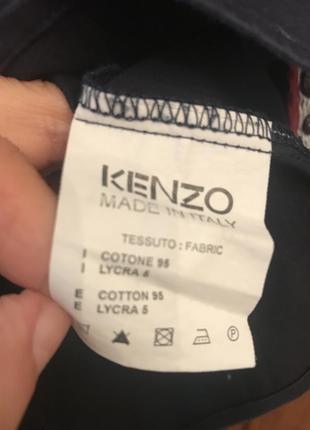 KENZO
MADE IN ITALY
TESSUTO : FABRIC
I COTONE 95
I LYCRA 5
E COTTON 95
E LYCRA 5
P